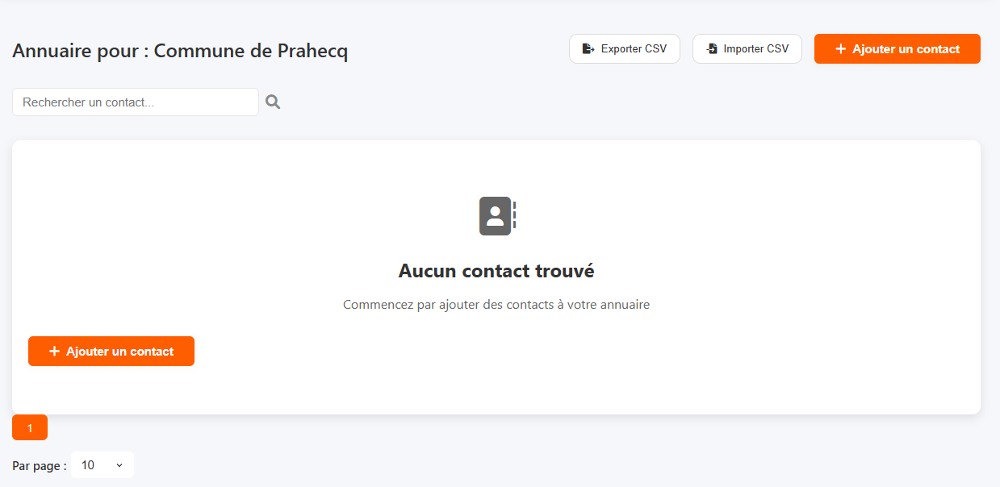 Annuaire pour : Commune de Prahecq
Exporter CSV
Importer CSV
+ Ajouter un contact
Rechercher un contact...
Aucun contact trouvé
Commencez par ajouter des contacts à votre annuaire
+ Ajouter un contact
1
Par page : 10